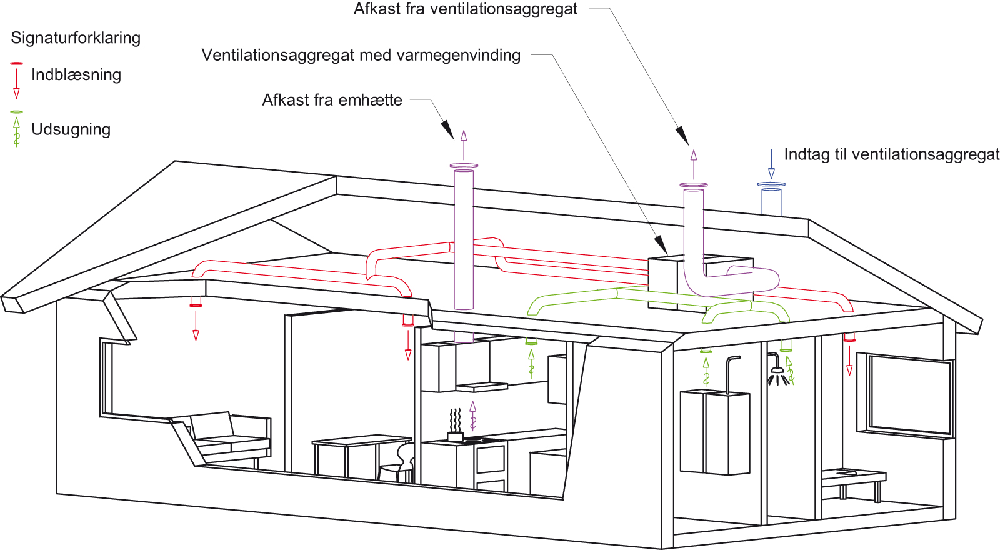 Afkast fra ventilationsaggregat
Signaturforklaring
Ventilationsaggregat med varmegenvinding
Indblæsning
Afkast fra emhætte
Udsugning
Indtag til ventilationsaggregat